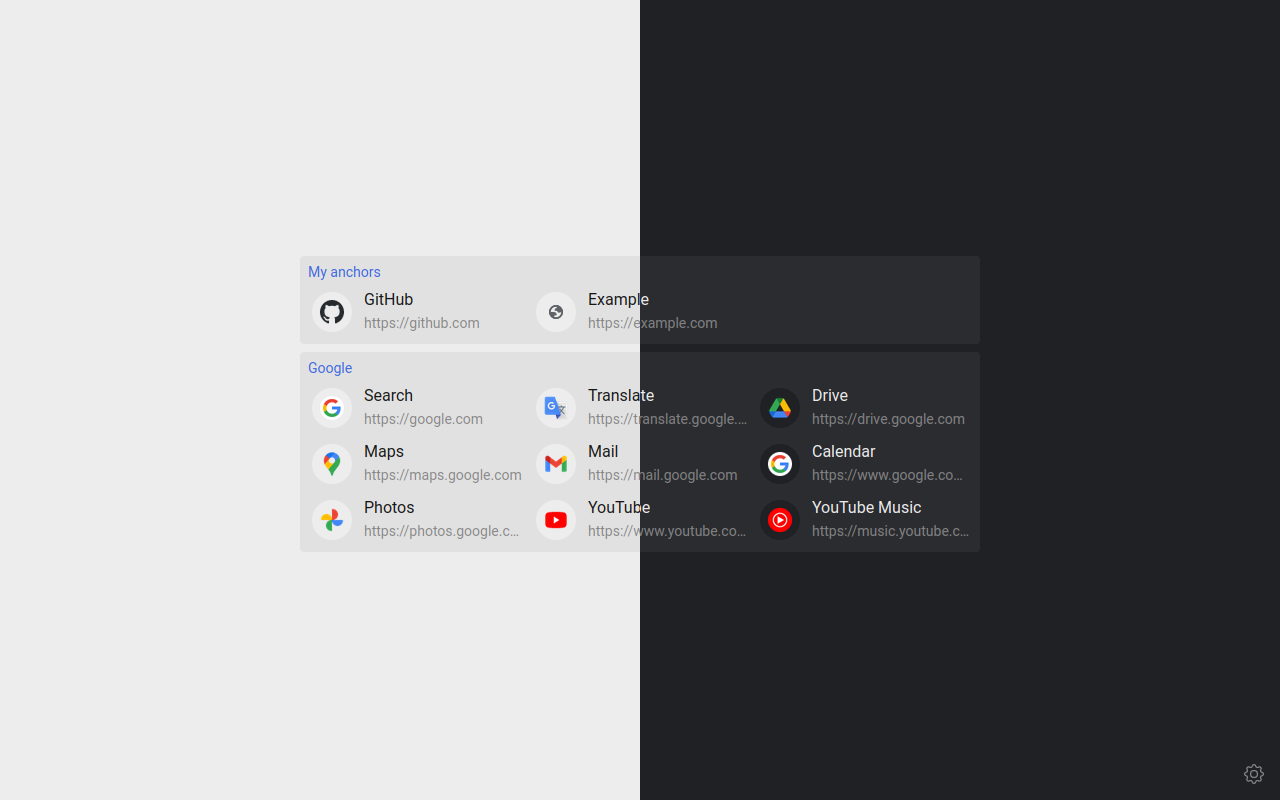 My anchors
GitHub
https://github.com
Example
https://example.com
Google
Search
https://google.com
Translate
https://translate.google.…
Drive
https://drive.google.com
Maps
https://maps.google.com
Mail
https://mail.google.com
Calendar
https://www.google.co…
Photos
https://photos.google.c…
YouTube
https://www.youtube.co…
YouTube Music
https://music.youtube.c…